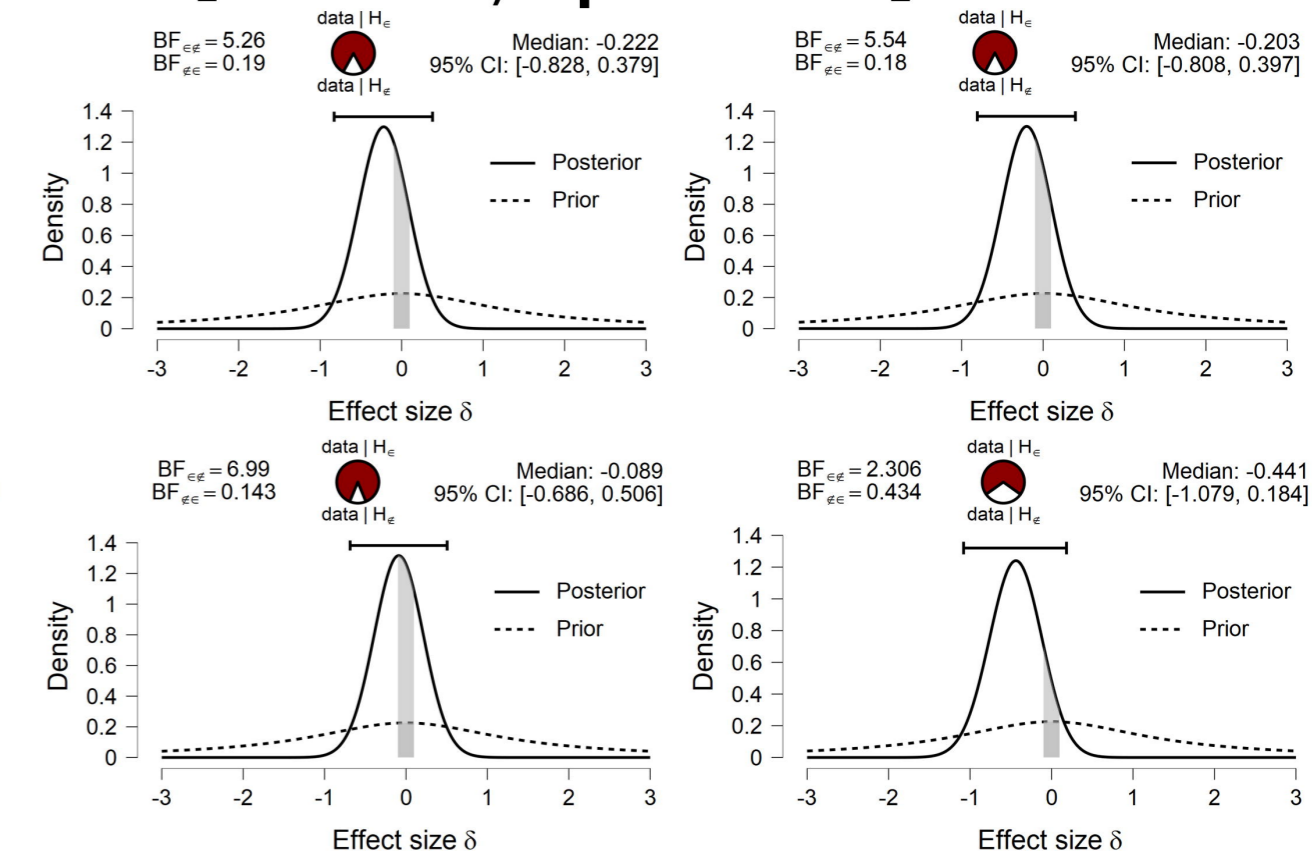 data | H∈
BF∈∉ = 5.26
BF∉∈ = 0.19
data | H∉
Median: -0.222
95% CI: [-0.828, 0.379]
1.4
1.2
1
0.8
0.6
0.4
0.2
0
Density
Posterior
Prior
-3 -2 -1 0 1 2 3
Effect size δ
data | H∈
BF∈∉ = 5.54
BF∉∈ = 0.18
data | H∉
Median: -0.203
95% CI: [-0.808, 0.397]
1.4
1.2
1
0.8
0.6
0.4
0.2
0
Density
Posterior
Prior
-3 -2 -1 0 1 2 3
Effect size δ
data | H∈
BF∈∉ = 6.99
BF∉∈ = 0.143
data | H∉
Median: -0.089
95% CI: [-0.686, 0.506]
1.4
1.2
1
0.8
0.6
0.4
0.2
0
Density
Posterior
Prior
-3 -2 -1 0 1 2 3
Effect size δ
data | H∈
BF∈∉ = 2.306
BF∉∈ = 0.434
data | H∉
Median: -0.441
95% CI: [-1.079, 0.184]
1.4
1.2
1
0.8
0.6
0.4
0.2
0
Density
Posterior
Prior
-3 -2 -1 0 1 2 3
Effect size δ